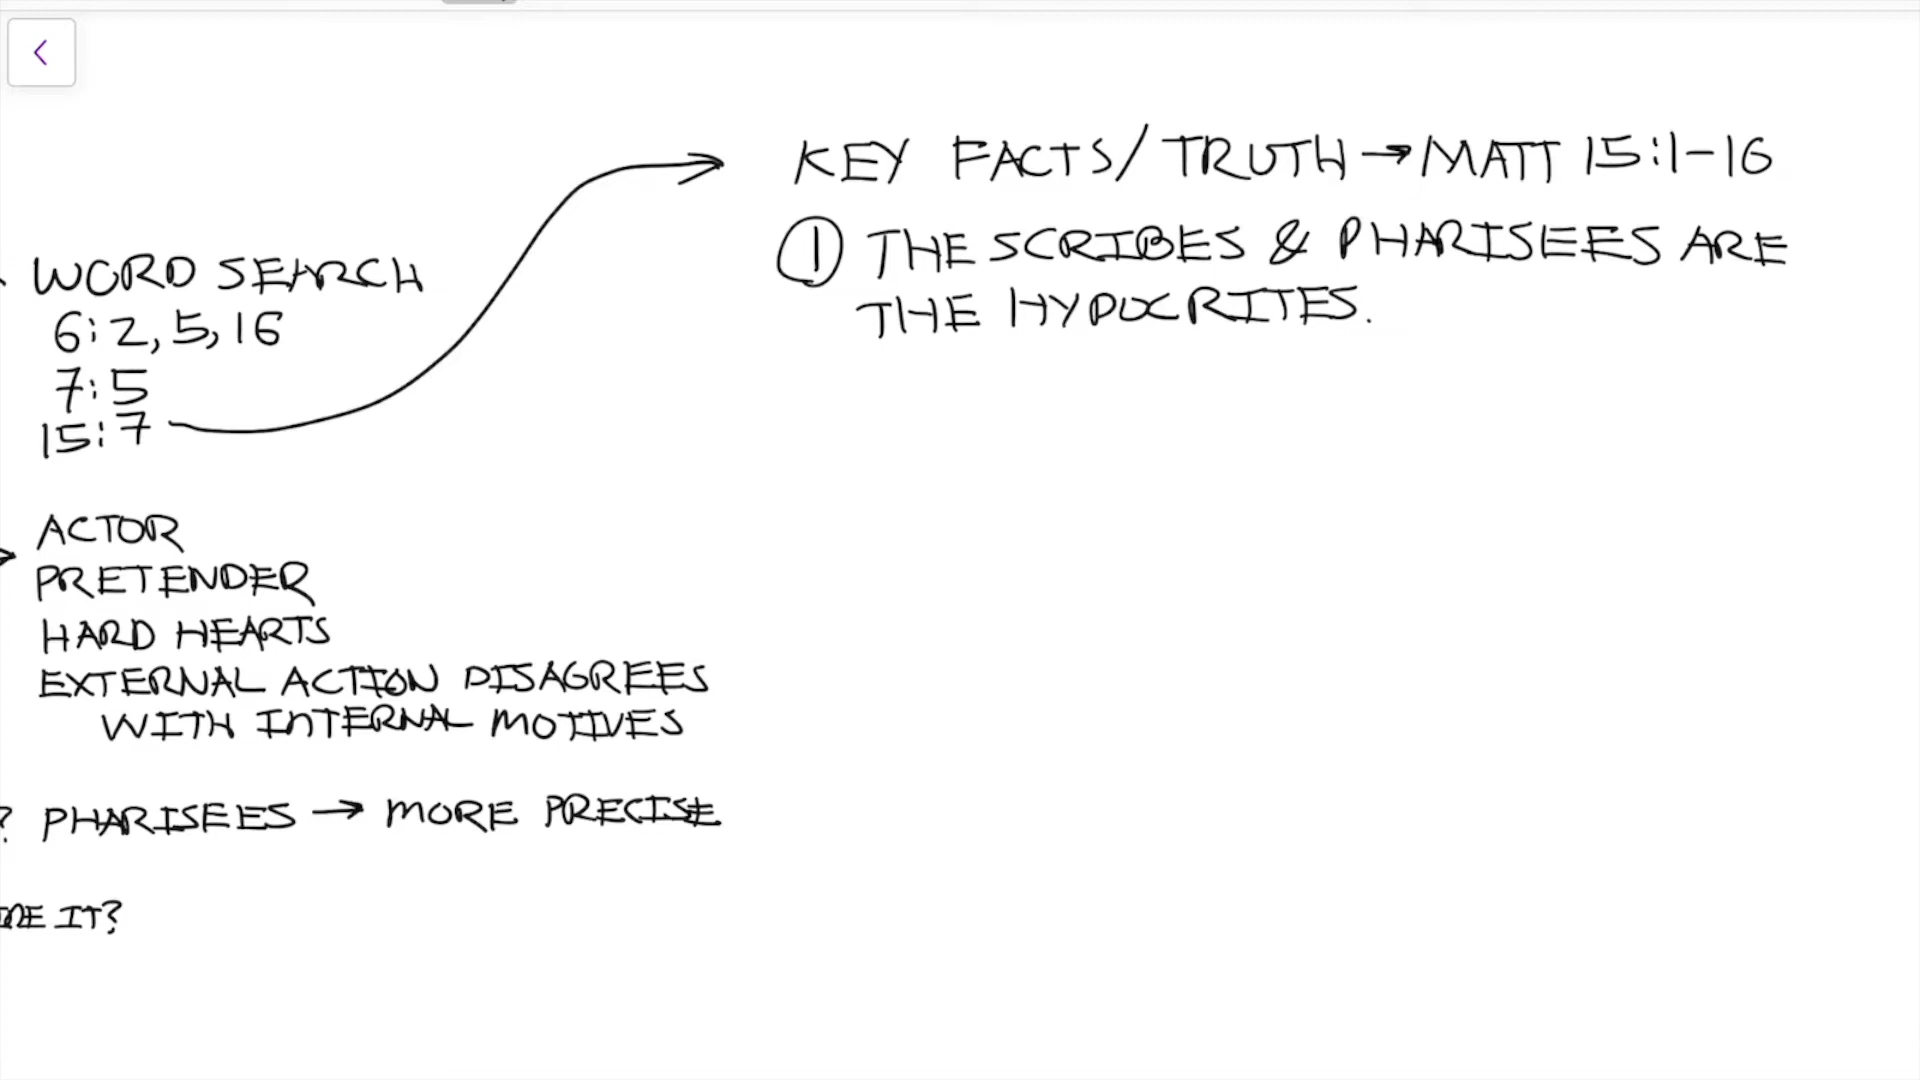 WORD SEARCH
6:2,5,16
7:5
15:7
ACTOR
PRETENDER
HARD HEARTS
EXTERNAL ACTION DISAGREES
WITH INTERNAL MOTIVES
? PHARISEES → MORE PRECISE
IT?
KEY FACTS/TRUTH → MATT 15:1-16
① THE SCRIBES & PHARISEES ARE
THE HYPOCRITES.